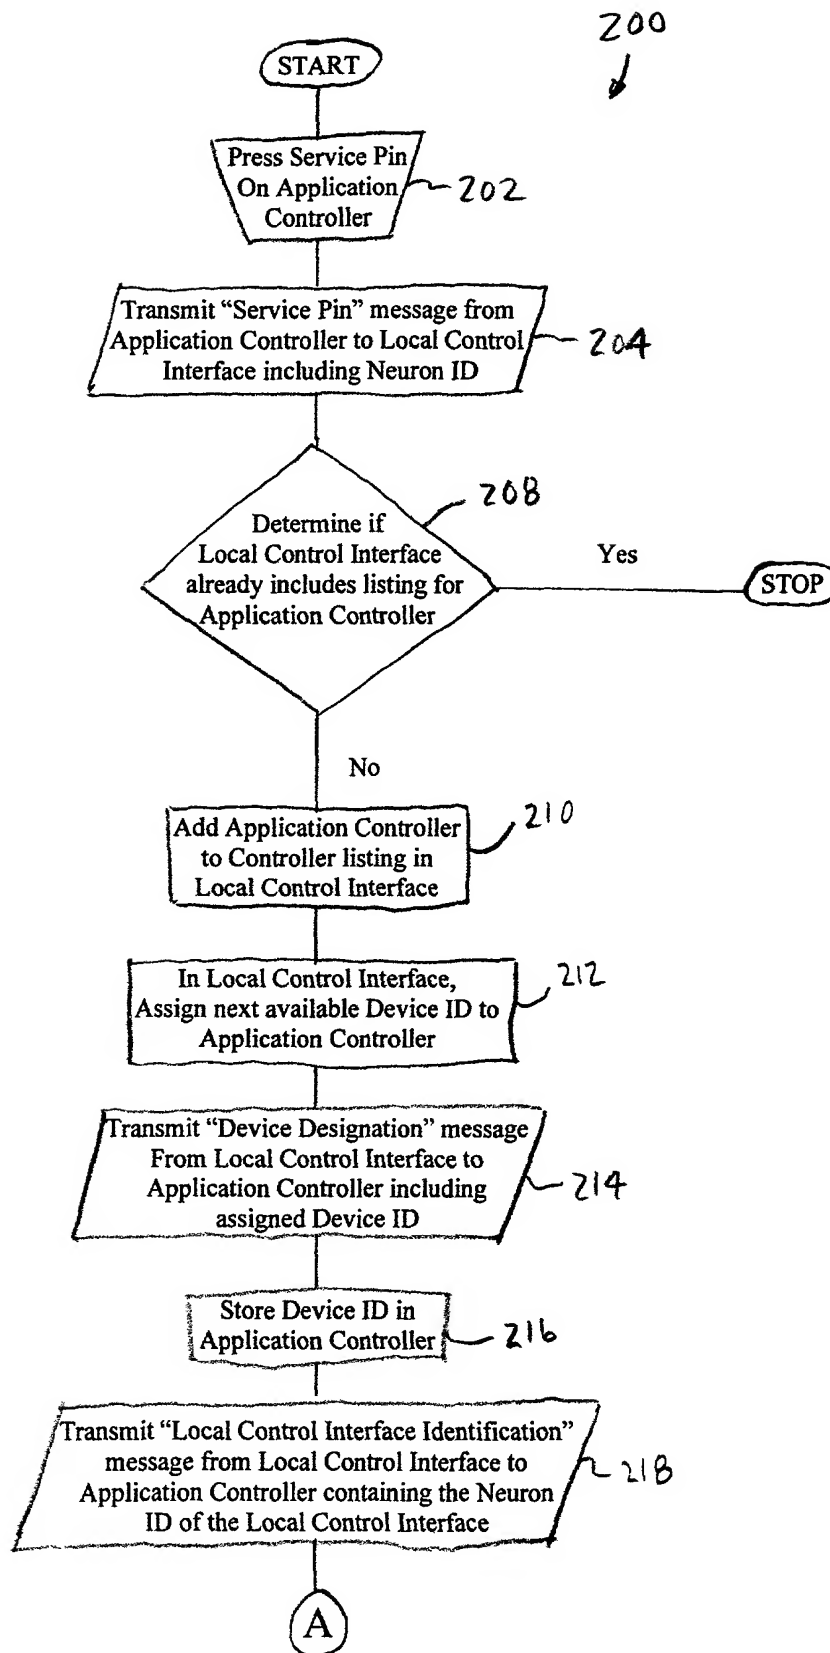 200
START
Press Service Pin
On Application
Controller
202
Transmit “Service Pin” message from
Application Controller to Local Control
Interface including Neuron ID
204
208
Determine if
Local Control Interface
already includes listing for
Application Controller
Yes
STOP
No
Add Application Controller
to Controller listing in
Local Control Interface
210
In Local Control Interface,
Assign next available Device ID to
Application Controller
212
Transmit “Device Designation” message
From Local Control Interface to
Application Controller including
assigned Device ID
214
Store Device ID in
Application Controller
216
Transmit “Local Control Interface Identification”
message from Local Control Interface to
Application Controller containing the Neuron
ID of the Local Control Interface
218
A